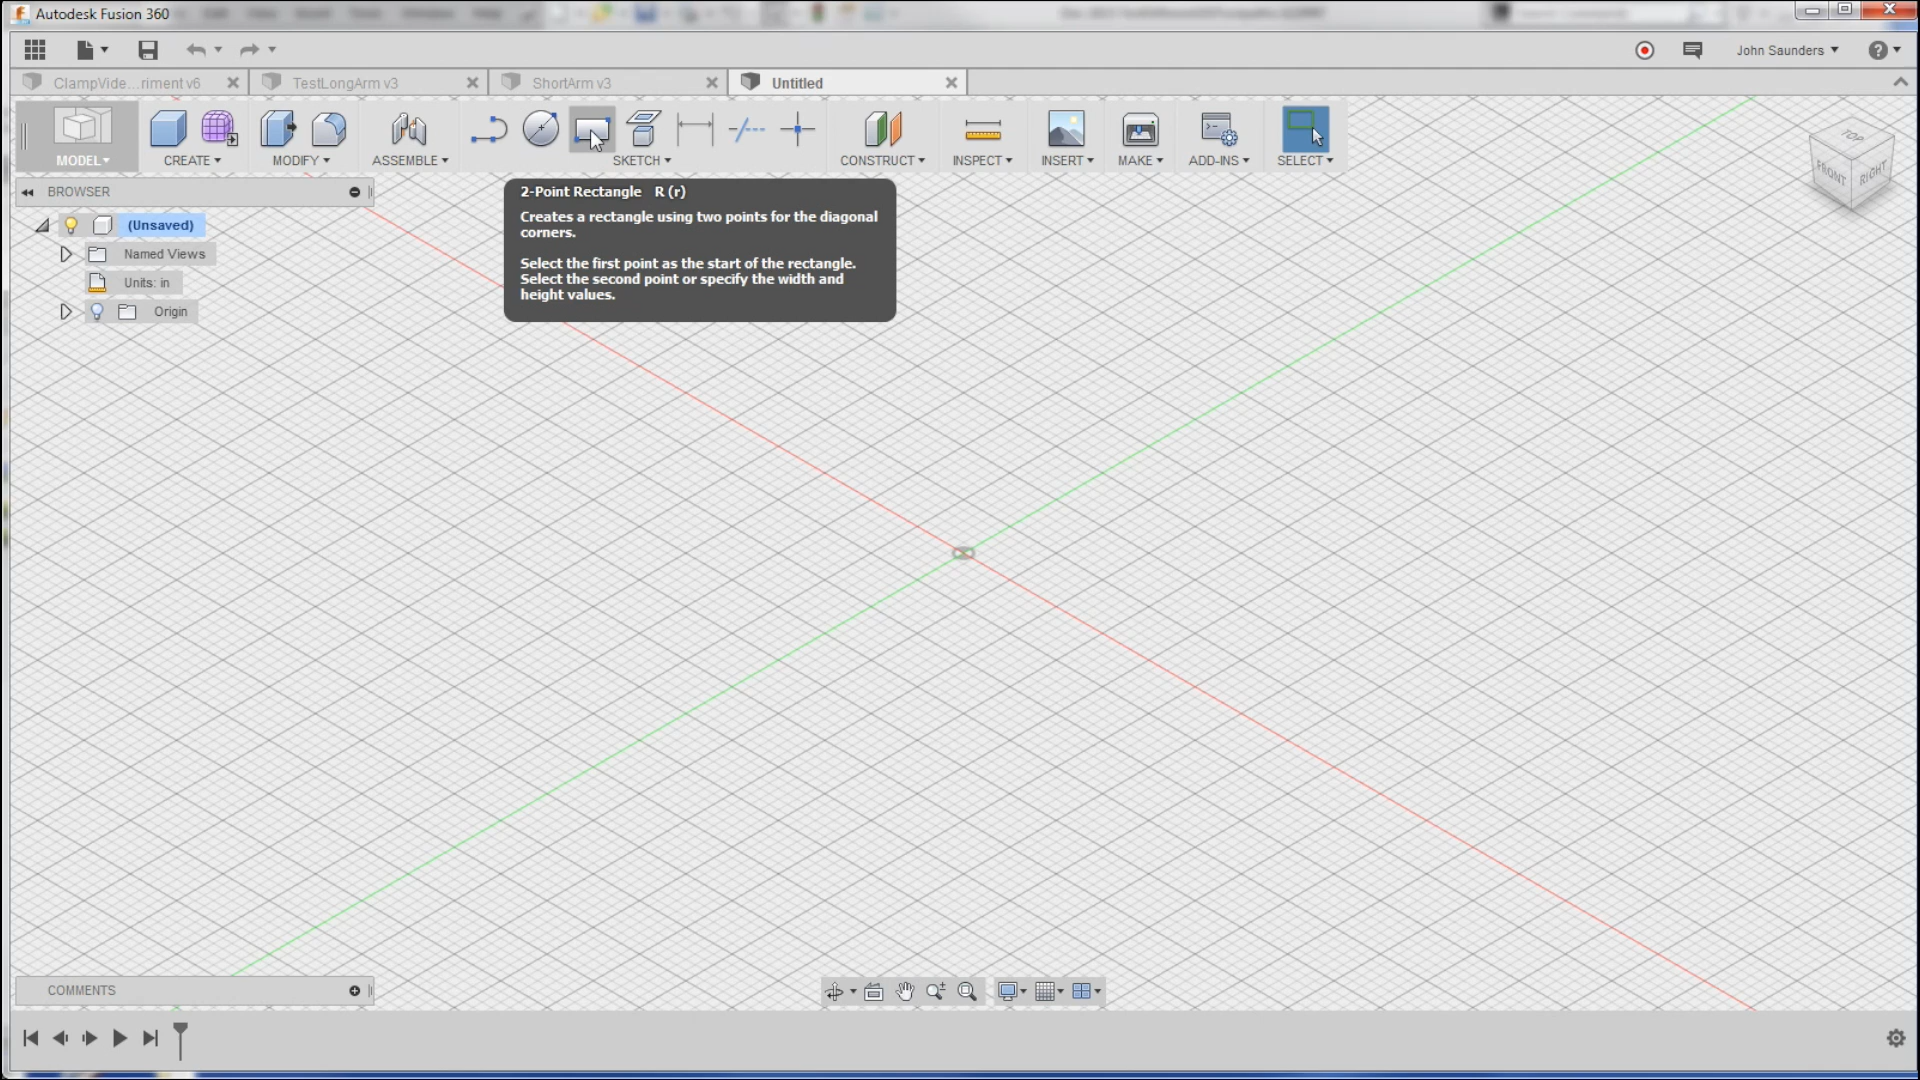 Autodesk Fusion 360
John Saunders
ClampVide...riment v6
TestLongArm v3
ShortArm v3
Untitled
MODEL
CREATE
MODIFY
ASSEMBLE
SKETCH
CONSTRUCT
INSPECT
INSERT
MAKE
ADD-INS
SELECT
TOP
FRONT
RIGHT
BROWSER
(Unsaved)
Named Views
Units: in
Origin
2-Point Rectangle R (r)
Creates a rectangle using two points for the diagonal
corners.
Select the first point as the start of the rectangle.
Select the second point or specify the width and
height values.
COMMENTS